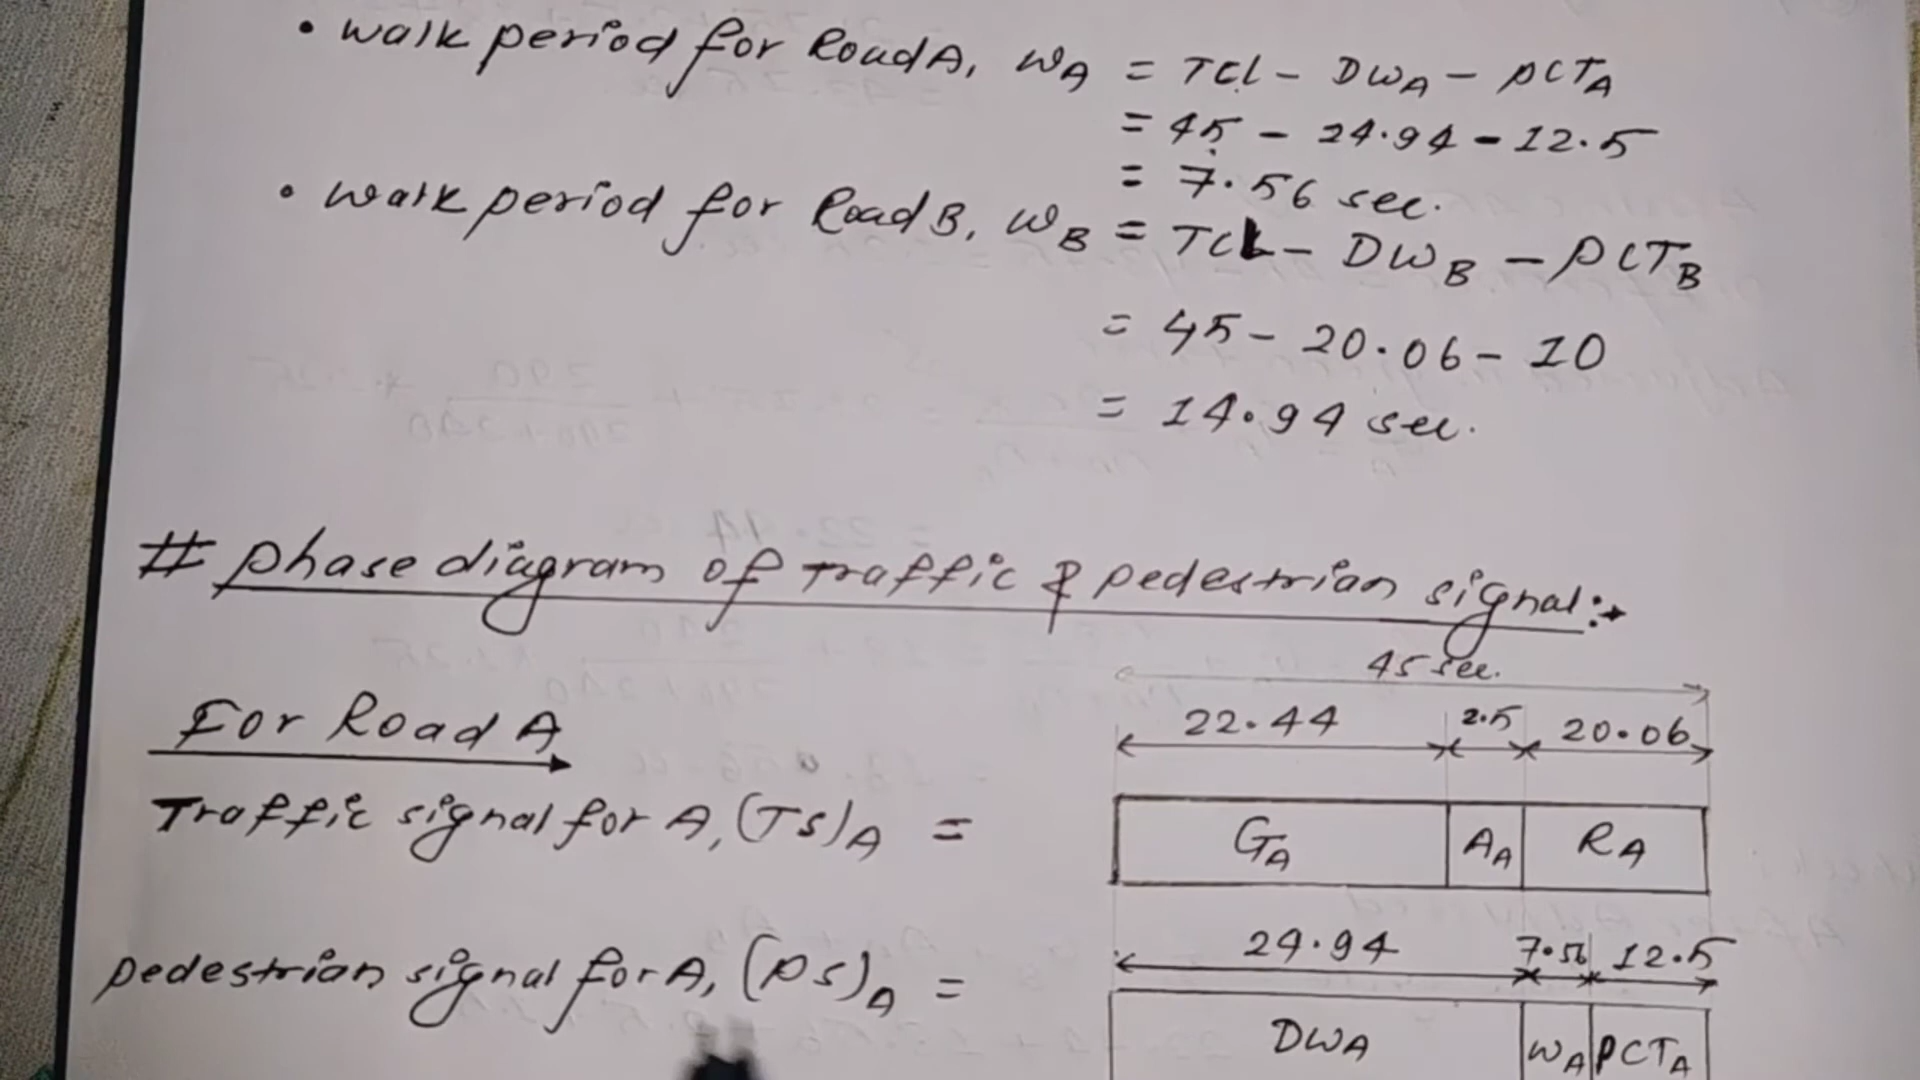 • walk period for Road A, WA = TCL - DWA - PCTA
= 45 - 24.94 - 12.5
= 7.56 sec.
• walk period for Road B, WB = TCL - DWB - PCTB
= 45 - 20.06 - 10
= 14.94 sec.
# phase diagram of Traffic & pedestrian signal:→
45 sec.
For Road A
22.44 2.5 20.06
Traffic signal for A, (TS)A =
GA AA RA
24.94 7.56 12.5
pedestrian signal for A, (PS)A =
DWA WA PCTA